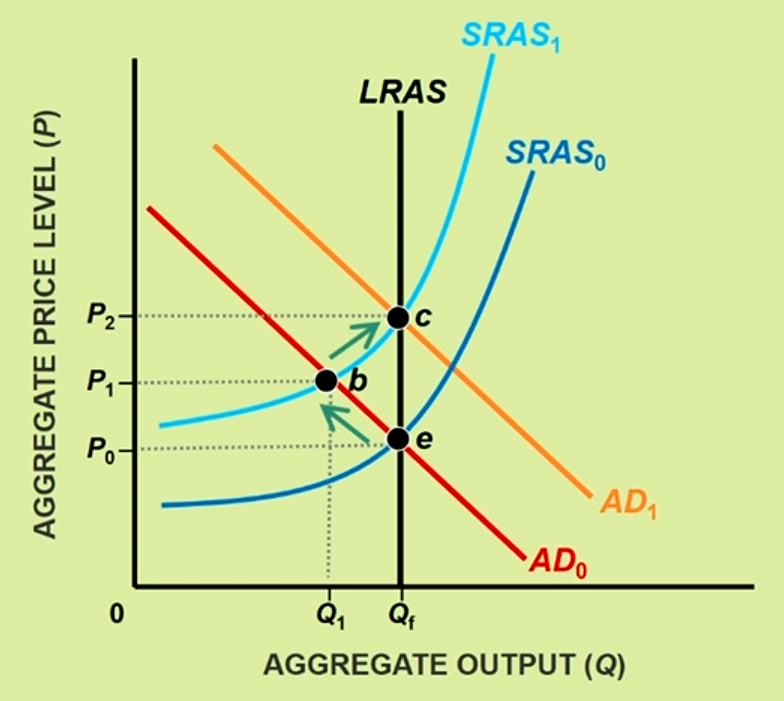 SRAS₁
LRAS
SRAS₀
AGGREGATE PRICE LEVEL (P)
P₂
c
P₁
b
P₀
e
AD₁
AD₀
0
Q₁
Qf
AGGREGATE OUTPUT (Q)